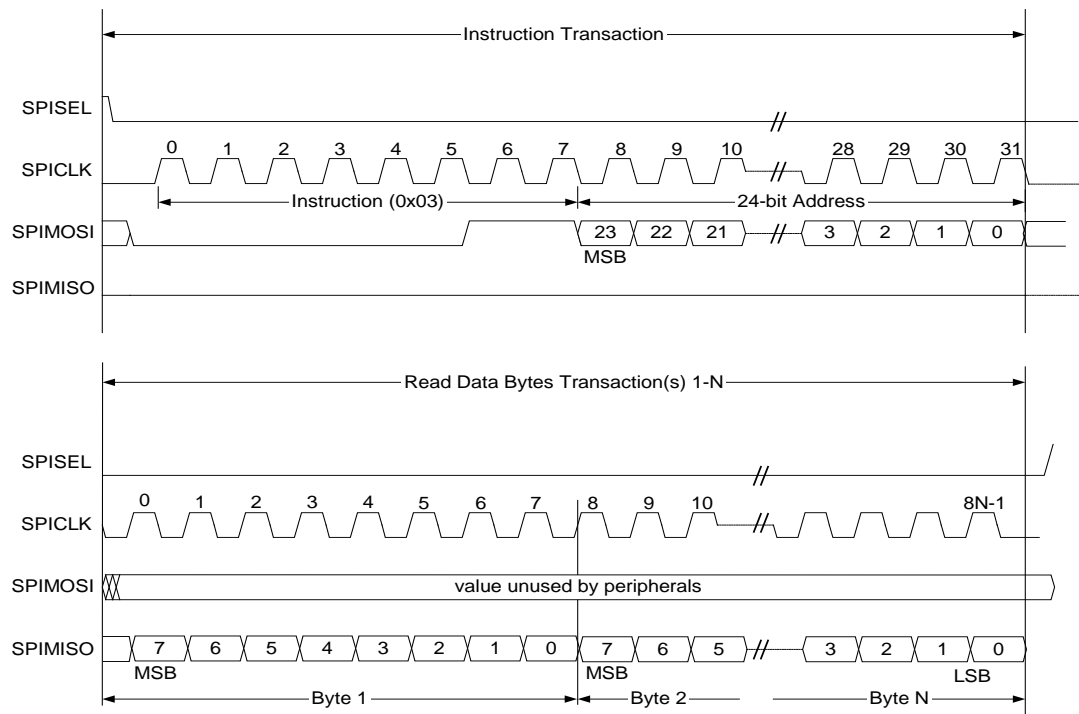 Instruction Transaction
SPISEL
0 1 2 3 4 5 6 7 8 9 10 28 29 30 31
SPICLK
Instruction (0x03) 24-bit Address
SPIMOSI 23 22 21 3 2 1 0
MSB
SPIMISO
Read Data Bytes Transaction(s) 1-N
SPISEL
0 1 2 3 4 5 6 7 8 9 10 8N-1
SPICLK
SPIMOSI value unused by peripherals
SPIMISO 7 6 5 4 3 2 1 0 7 6 5 3 2 1 0
MSB MSB LSB
Byte 1 Byte 2 Byte N